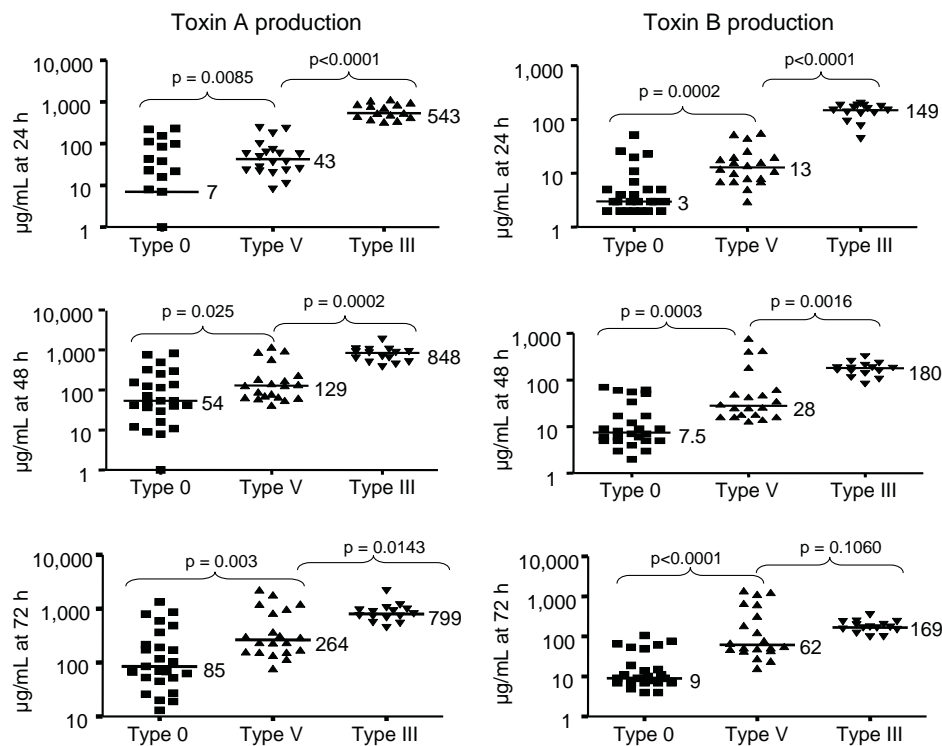 Toxin A production
Toxin B production
µg/mL at 24 h
10,000
1,000
100
10
1
p = 0.0085
p<0.0001
7
43
543
Type 0
Type V
Type III
µg/mL at 24 h
1,000
100
10
1
p = 0.0002
p<0.0001
3
13
149
Type 0
Type V
Type III
µg/mL at 48 h
10,000
1,000
100
10
1
p = 0.025
p = 0.0002
54
129
848
Type 0
Type V
Type III
µg/mL at 48 h
1,000
100
10
1
p = 0.0003
p = 0.0016
7.5
28
180
Type 0
Type V
Type III
µg/mL at 72 h
10,000
1,000
100
10
p = 0.003
p = 0.0143
85
264
799
Type 0
Type V
Type III
µg/mL at 72 h
10,000
1,000
100
10
1
p<0.0001
p = 0.1060
9
62
169
Type 0
Type V
Type III